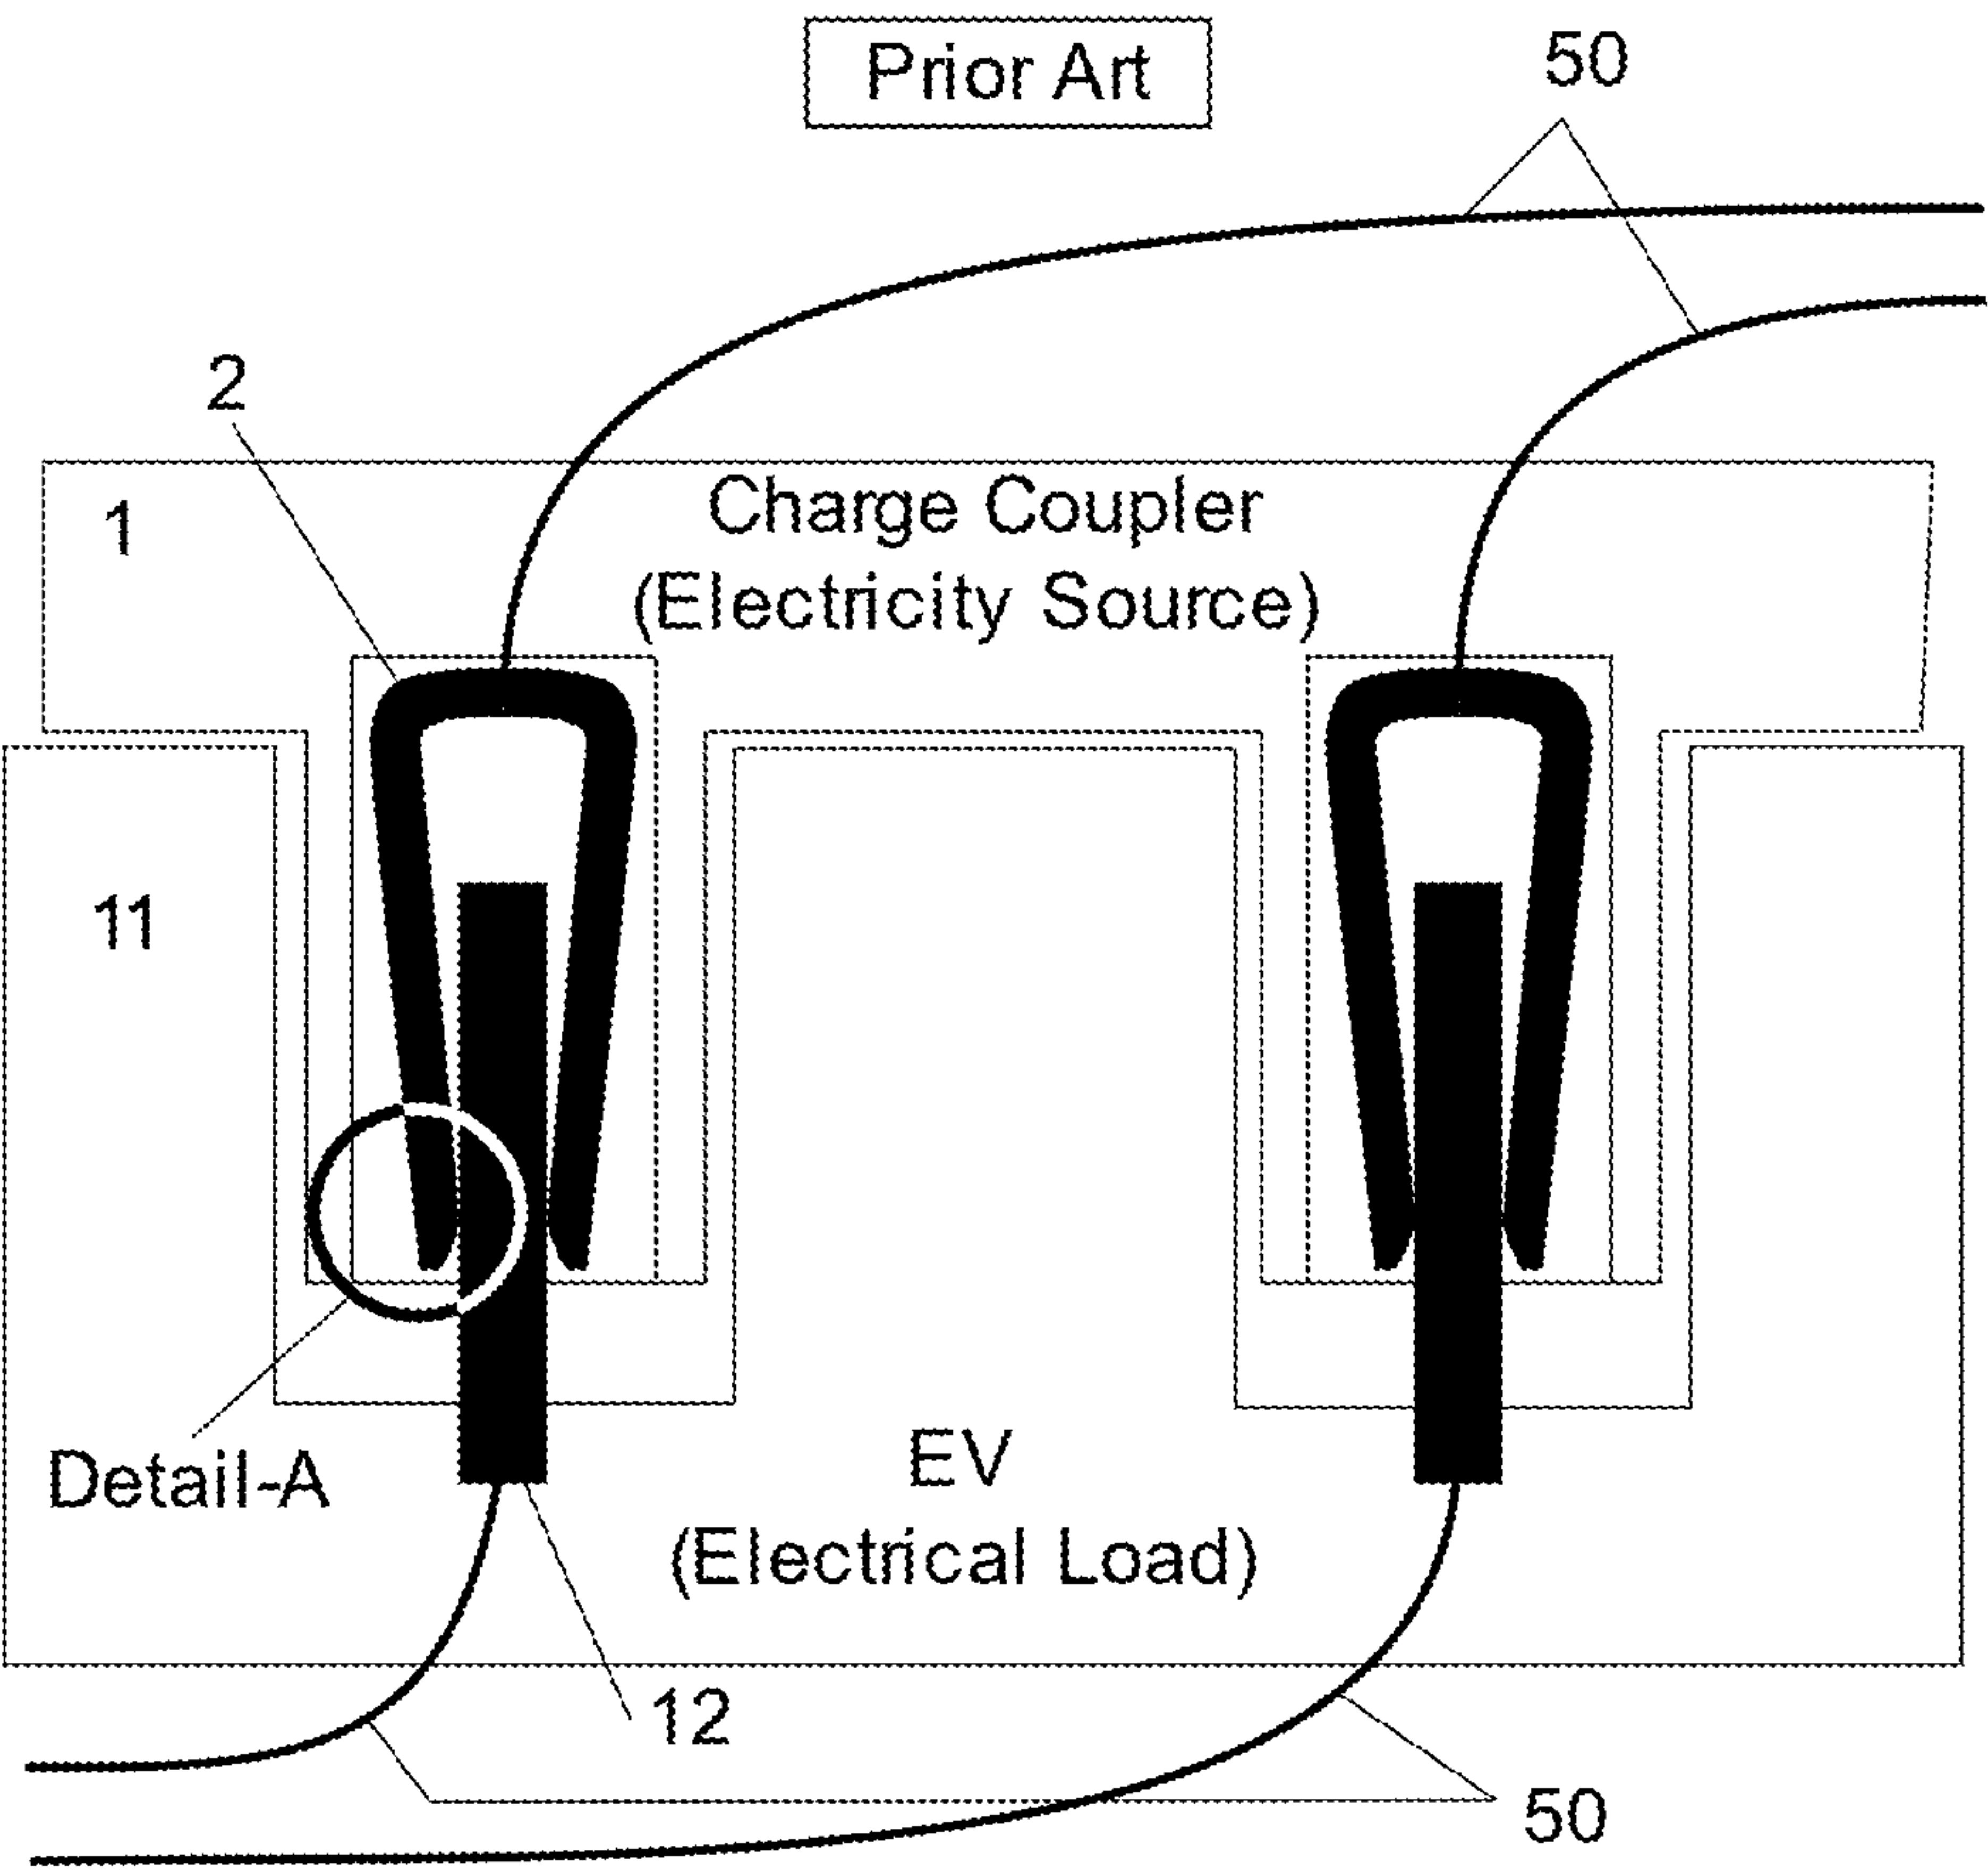 Prior Art
50
2
1
Charge Coupler
(Electricity Source)
11
Detail-A
EV
(Electrical Load)
12
50